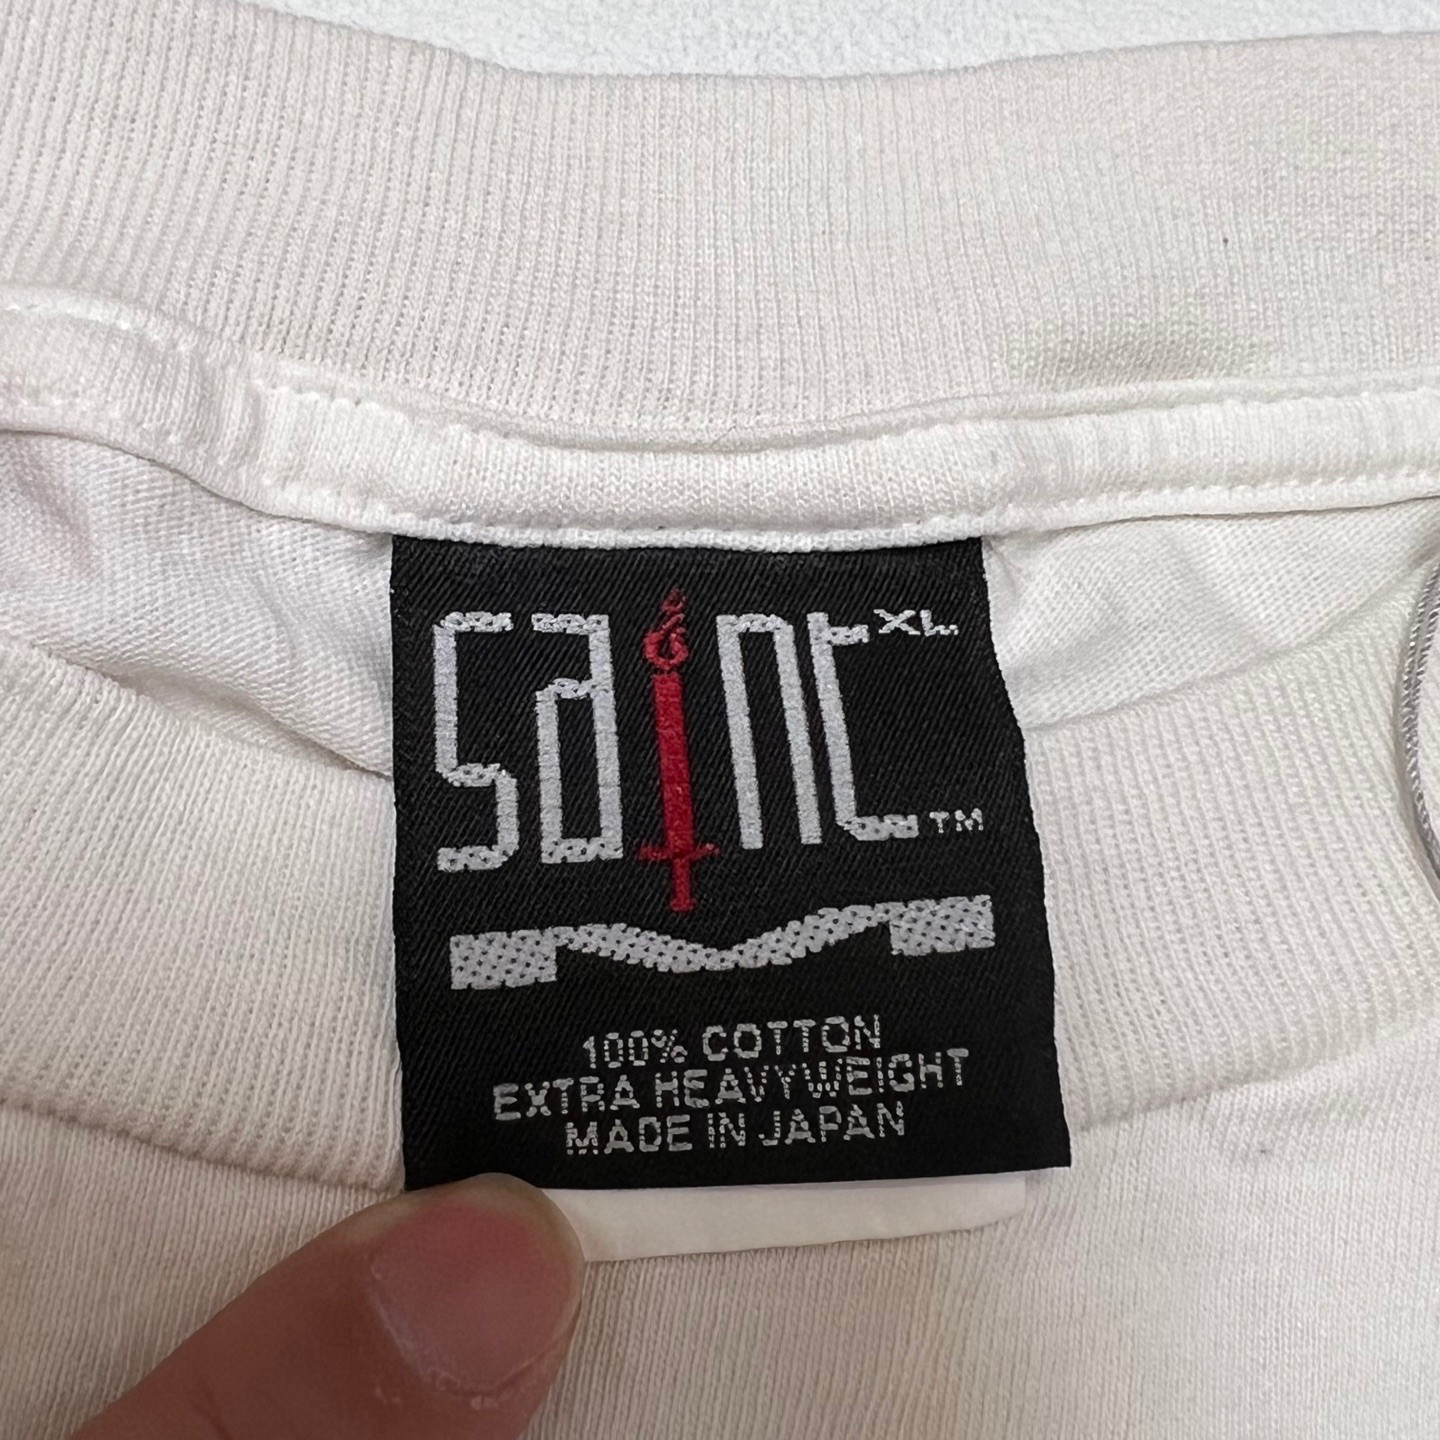 saint XL
TM
100% COTTON
EXTRA HEAVYWEIGHT
MADE IN JAPAN